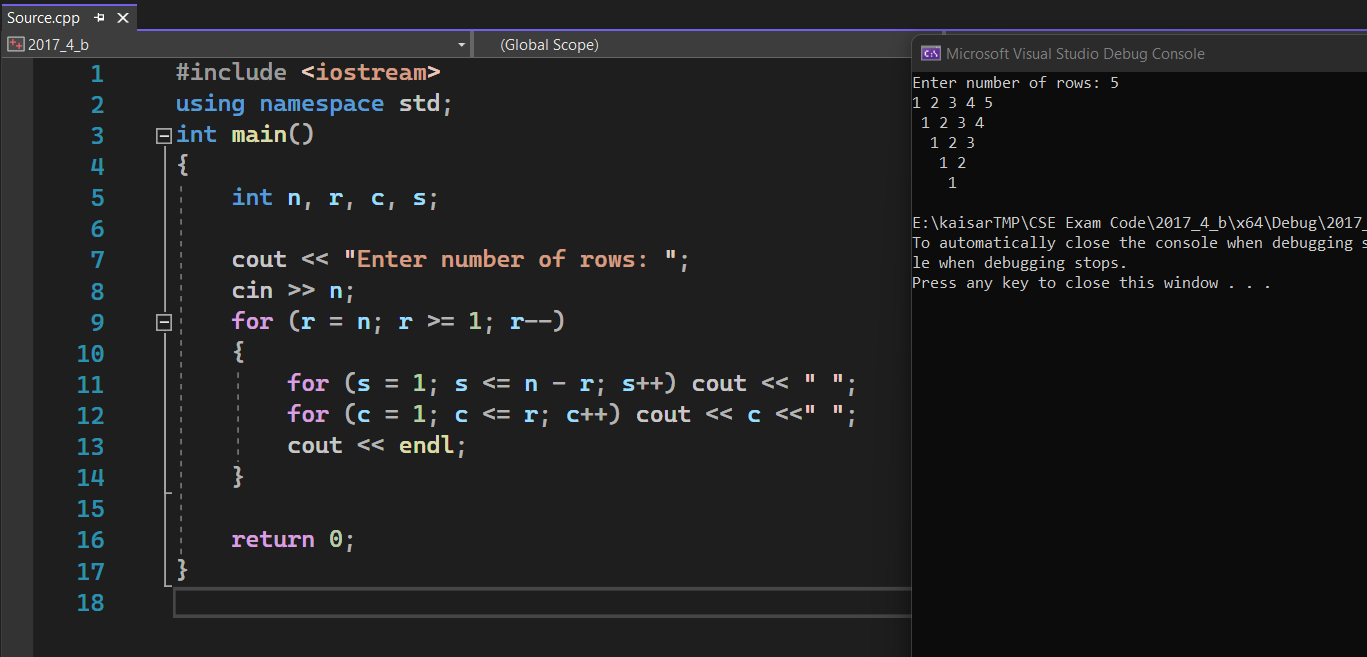 Source.cpp
2017_4_b
(Global Scope)
1 #include <iostream>
2 using namespace std;
3 int main()
4 {
5     int n, r, c, s;
6
7     cout << "Enter number of rows: ";
8     cin >> n;
9     for (r = n; r >= 1; r--)
10     {
11         for (s = 1; s <= n - r; s++) cout << " ";
12         for (c = 1; c <= r; c++) cout << c <<" ";
13         cout << endl;
14     }
15
16     return 0;
17 }
18
C:\
Microsoft Visual Studio Debug Console
Enter number of rows: 5
1 2 3 4 5
 1 2 3 4
  1 2 3
   1 2
    1
E:\kaisarTMP\CSE Exam Code\2017_4_b\x64\Debug\2017_
To automatically close the console when debugging s
le when debugging stops.
Press any key to close this window . . .